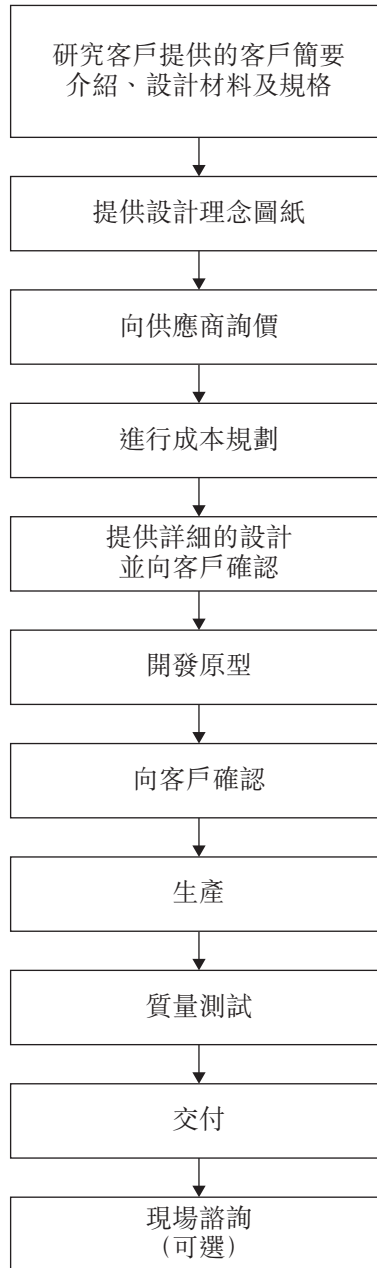 研究客戶提供的客戶簡要
介紹、設計材料及規格
提供設計理念圖紙
向供應商詢價
進行成本規劃
提供詳細的設計
並向客戶確認
開發原型
向客戶確認
生產
質量測試
交付
現場諮詢
(可選)